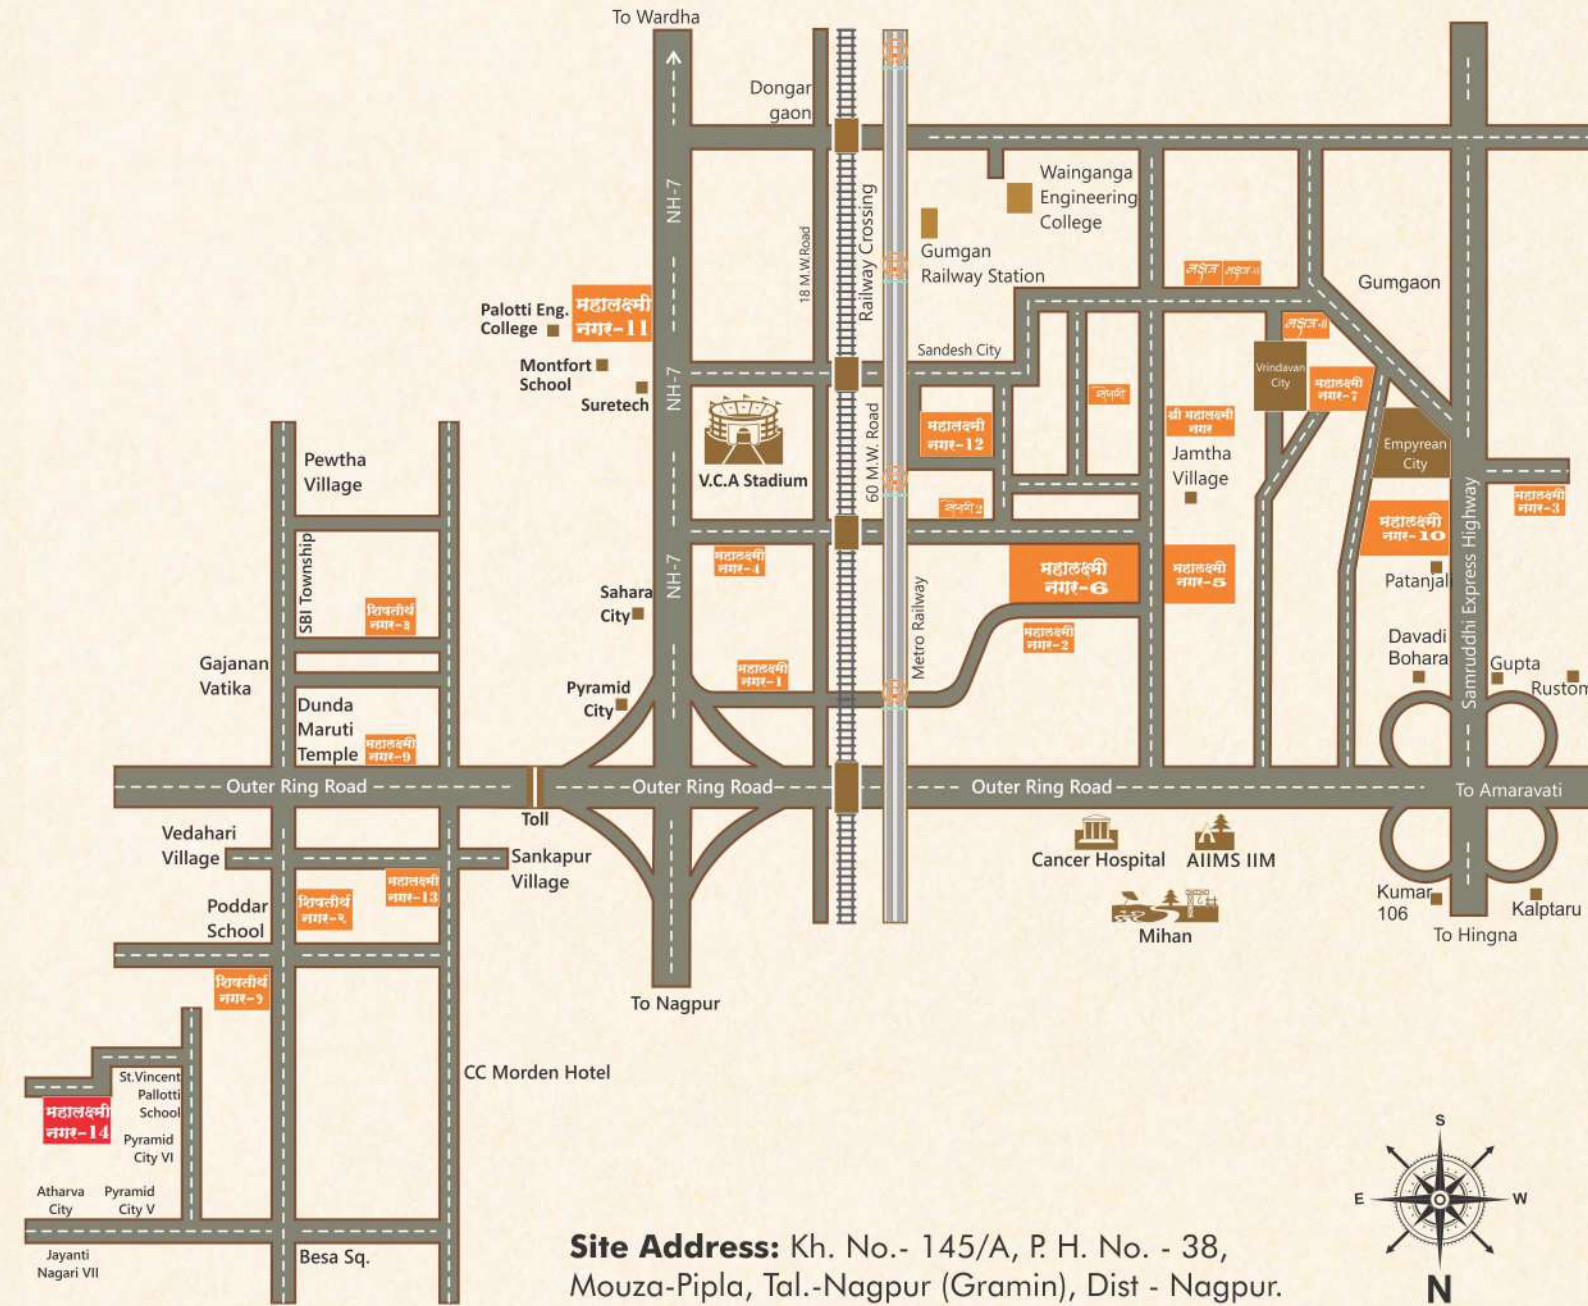 To Wardha
Dongar
gaon
NH-7
18 M.W.Road
Railway Crossing
Wainganga
Engineering
College
Gumgan
Railway Station
Gumgaon
Palotti Eng.
College
महालक्ष्मी
नगर-11
Montfort
School
Suretech
NH-7
Sandesh City
Vrindavan
City
महालक्ष्मी
नगर-7
V.C.A Stadium
60 M.W. Road
महालक्ष्मी
नगर-12
श्री महालक्ष्मी
नगर
Jamtha
Village
Empyrean
City
महालक्ष्मी
नगर-3
महालक्ष्मी
नगर-10
Patanjali
Samruddhi Express Highway
Pewtha
Village
SBI Township
शिवतीर्थ
नगर-३
NH-7
महालक्ष्मी
नगर-4
महालक्ष्मी
नगर-6
महालक्ष्मी
नगर-5
Sahara
City
Metro Railway
महालक्ष्मी
नगर-2
Davadi
Bohara
Gupta
Rustom
Gajanan
Vatika
महालक्ष्मी
नगर-1
Pyramid
City
Dunda
Maruti
Temple
महालक्ष्मी
नगर-9
Outer Ring Road
Outer Ring Road
Outer Ring Road
To Amaravati
Toll
Vedahari
Village
Sankapur
Village
Cancer Hospital
AIIMS IIM
महालक्ष्मी
नगर-13
शिवतीर्थ
नगर-२
Poddar
School
Mihan
Kumar
106
Kalptaru
To Hingna
शिवतीर्थ
नगर-१
To Nagpur
CC Morden Hotel
St.Vincent
Pallotti
School
महालक्ष्मी
नगर-14
Pyramid
City VI
Atharva
City
Pyramid
City V
Jayanti
Nagari VII
Besa Sq.
S
E
W
N
Site Address: Kh. No.- 145/A, P. H. No. - 38,
Mouza-Pipla, Tal.-Nagpur (Gramin), Dist - Nagpur.